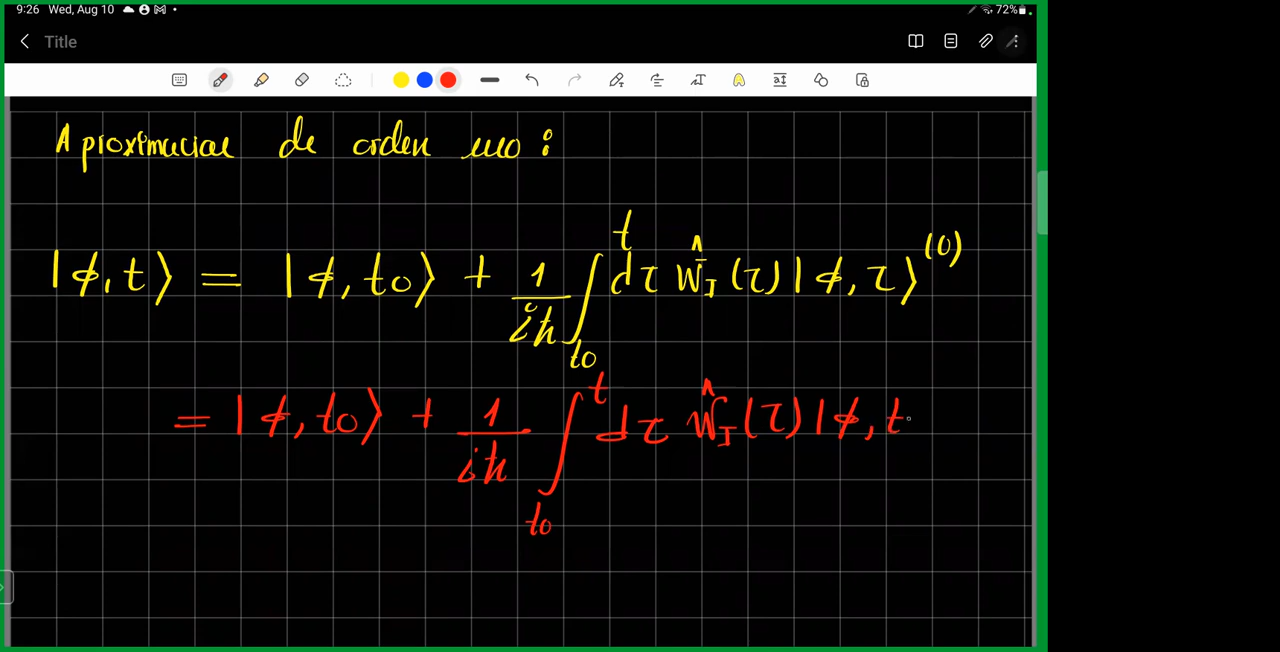 9:26 Wed, Aug 10 72%
Title
Aproximacion de orden uno:
|ϕ,t⟩ = |ϕ,t₀⟩ + 1/(iħ) ∫_{t₀}^{t} dτ Ŵ_I(τ)|ϕ,τ⟩⁽⁰⁾
= |ϕ,t₀⟩ + 1/(iħ) ∫_{t₀}^{t} dτ Ŵ_I(τ)|ϕ,t